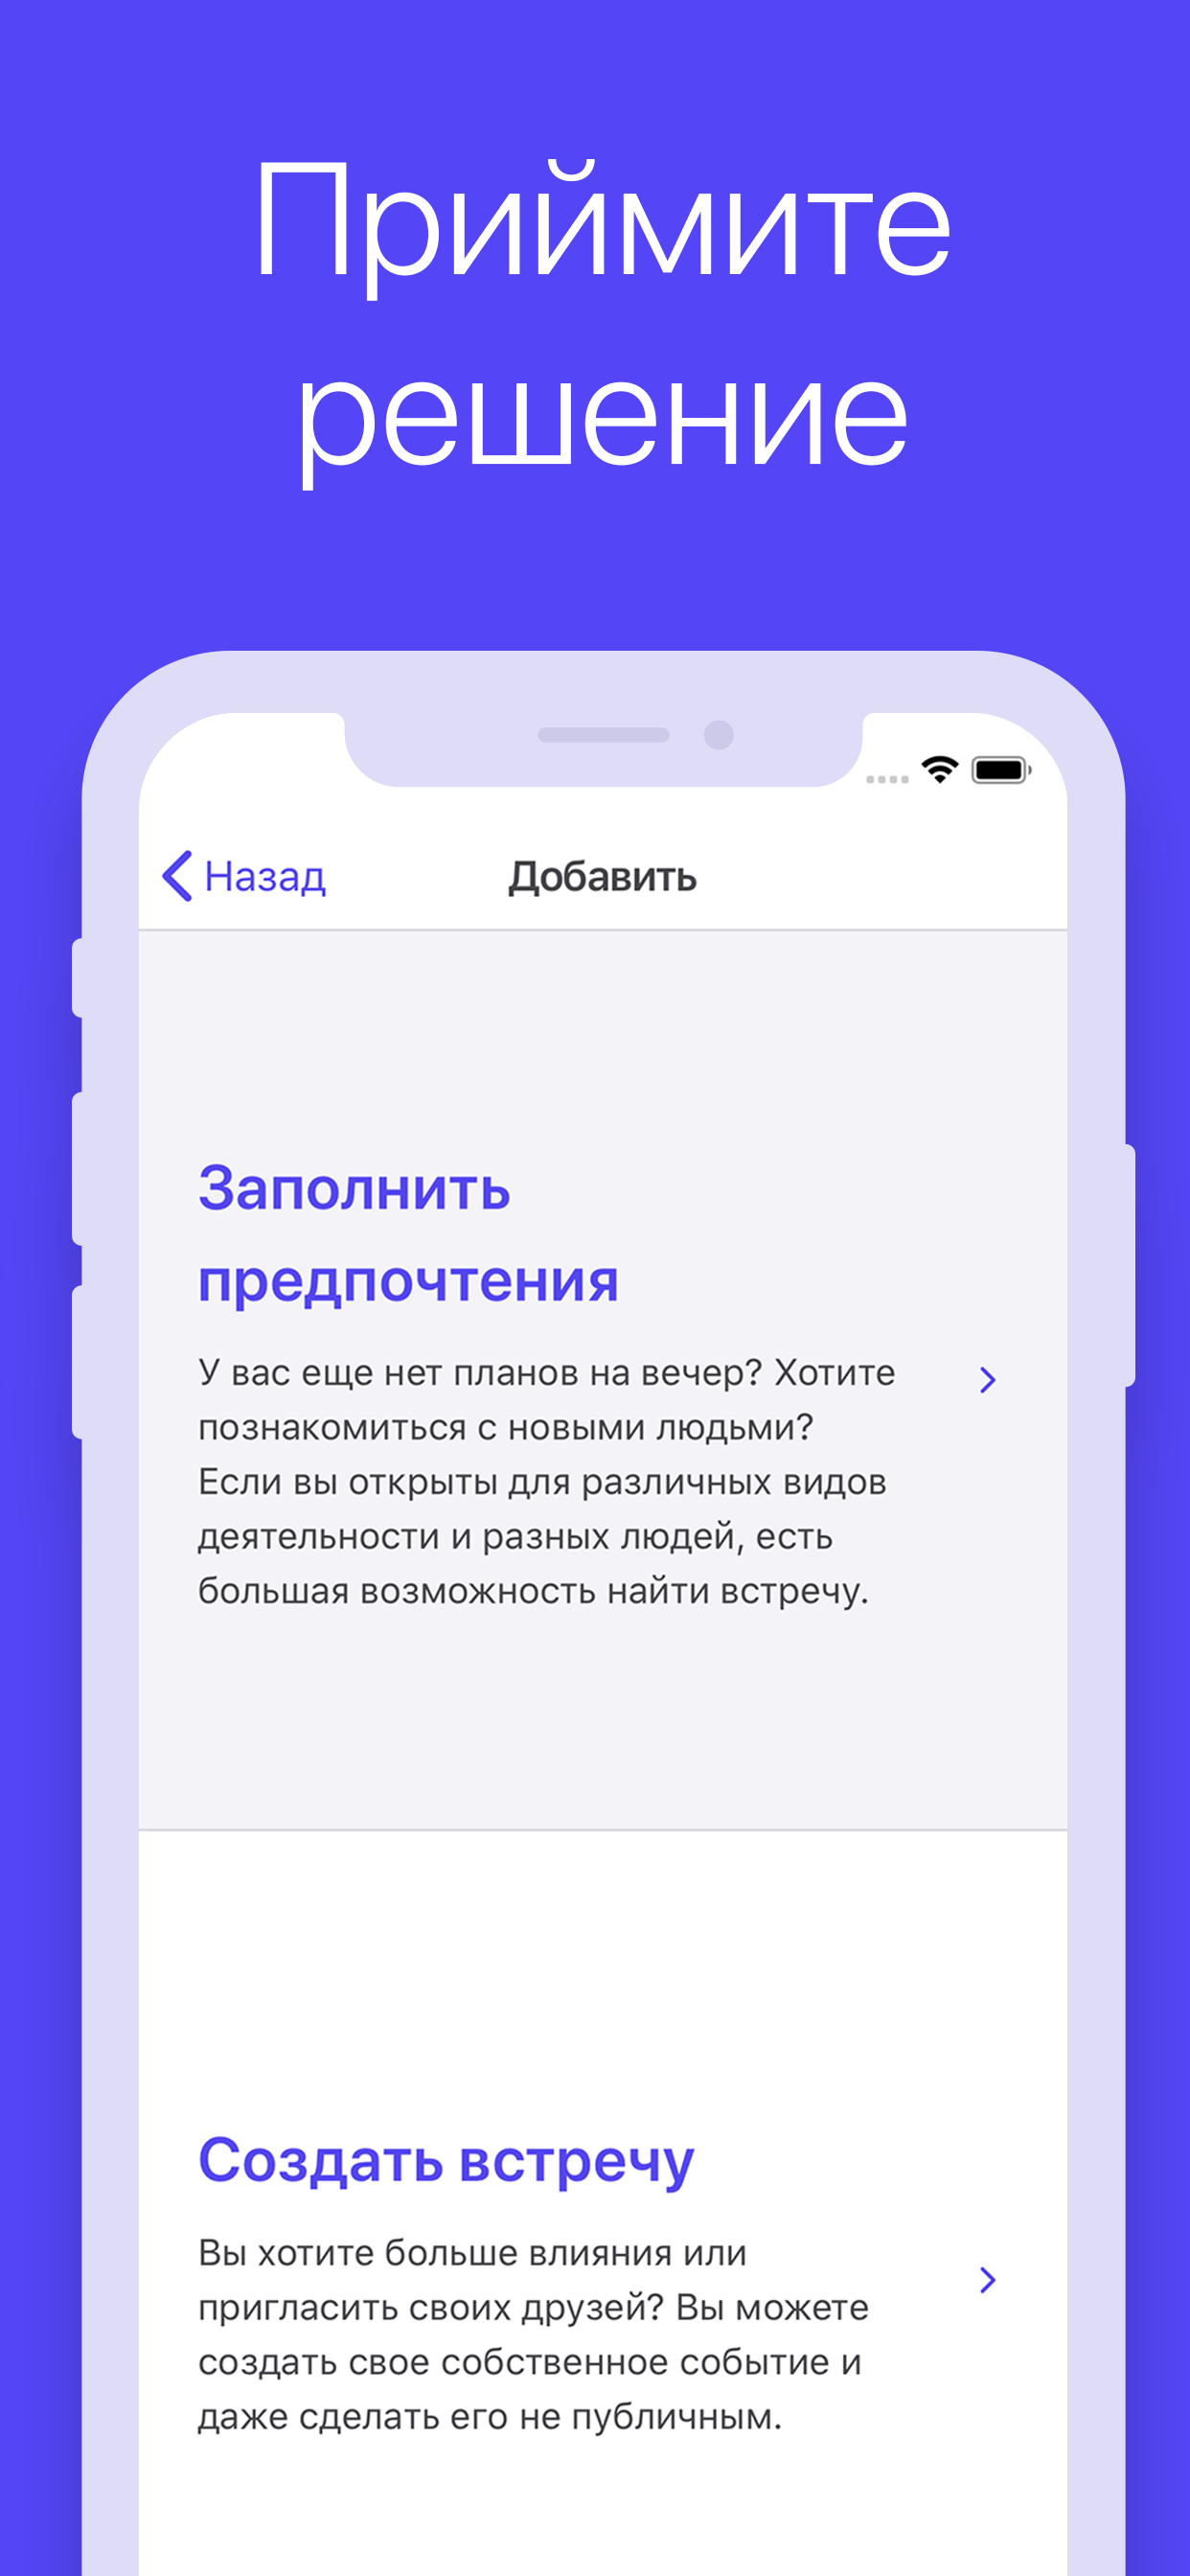 Приймите
решение
Назад
Добавить
Заполнить
предпочтения
У вас еще нет планов на вечер? Хотите
познакомиться с новыми людьми?
Если вы открыты для различных видов
деятельности и разных людей, есть
большая возможность найти встречу.
Создать встречу
Вы хотите больше влияния или
пригласить своих друзей? Вы можете
создать свое собственное событие и
даже сделать его не публичным.